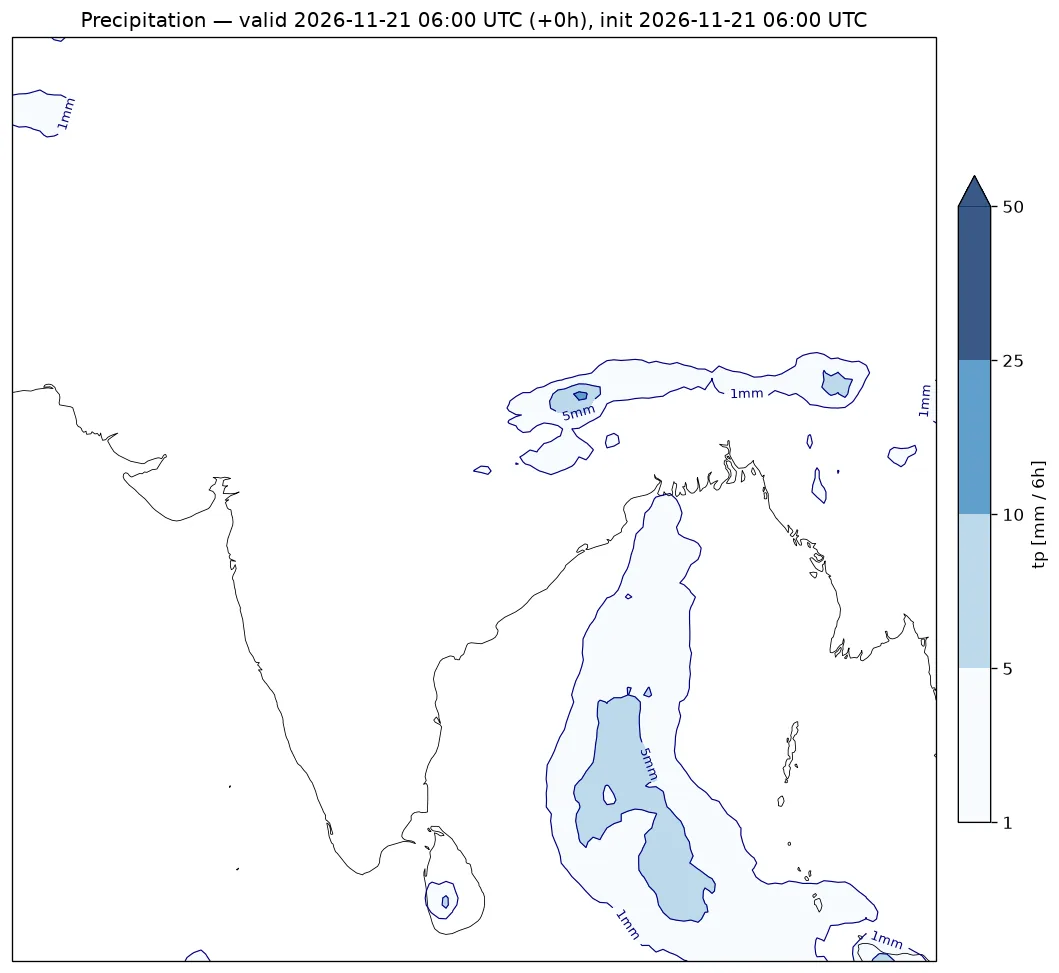 Precipitation — valid 2026-11-21 06:00 UTC (+0h), init 2026-11-21 06:00 UTC
1mm
50
25
1mm
1mm
5mm
10
tp [mm / 6h]
5
5mm
1
1mm
1mm